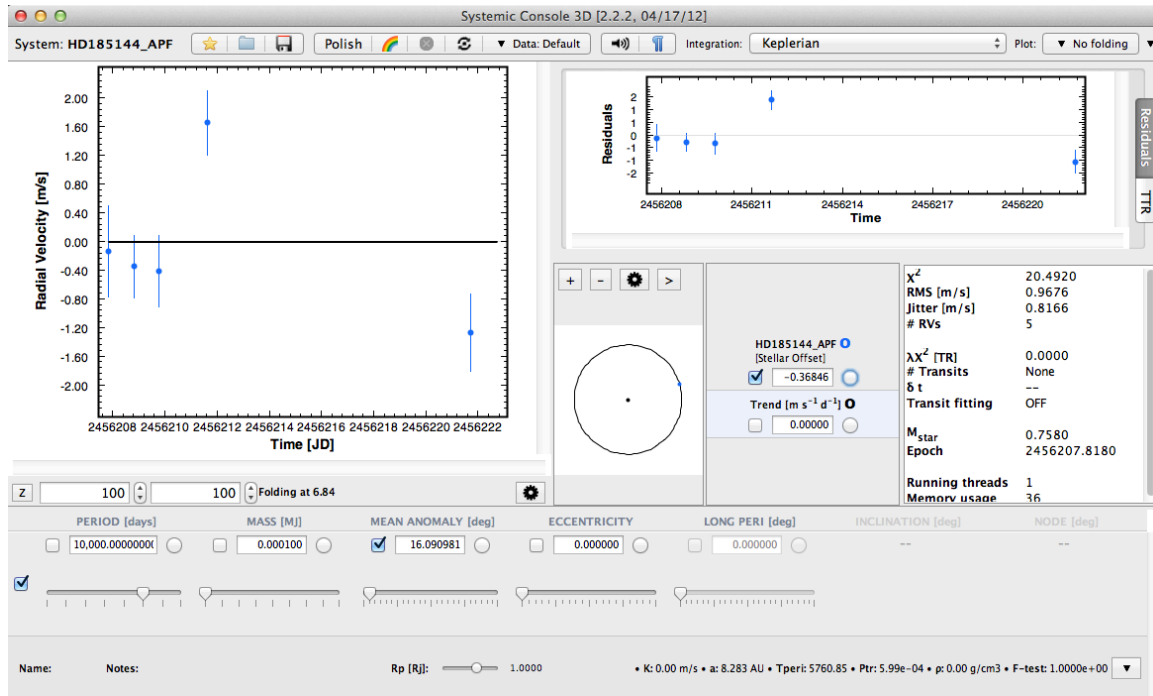 Systemic Console 3D [2.2.2, 04/17/12]
System: HD185144_APF Polish ▼ Data: Default Integration: Keplerian Plot: ▼ No folding ▼
Radial Velocity [m/s]
2.00
1.60
1.20
0.80
0.40
0.00
-0.40
-0.80
-1.20
-1.60
-2.00
2456208 2456210 2456212 2456214 2456216 2456218 2456220 2456222
Time [JD]
Residuals
2
1
1
0
-1
-1
-2
2456208 2456211 2456214 2456217 2456220
Time
Residuals
TTR
Z 100 100 Folding at 6.84
+ - >
HD185144_APF O
[Stellar Offset]
-0.36846
Trend [m s⁻¹ d⁻¹] O
0.00000
χ² 20.4920
RMS [m/s] 0.9676
Jitter [m/s] 0.8166
# RVs 5
λχ² [TR] 0.0000
# Transits None
δ t --
Transit fitting OFF
Mstar 0.7580
Epoch 2456207.8180
Running threads 1
Memory usage 36
PERIOD [days] MASS [MJ] MEAN ANOMALY [deg] ECCENTRICITY LONG PERI [deg] INCLINATION [deg] NODE [deg]
10,000.0000000( 0.000100 16.090981 0.000000 0.000000 -- --
Name: Notes: Rp [Rj]: 1.0000 • K: 0.00 m/s • a: 8.283 AU • Tperi: 5760.85 • Ptr: 5.99e-04 • ρ: 0.00 g/cm3 • F-test: 1.0000e+00 ▼